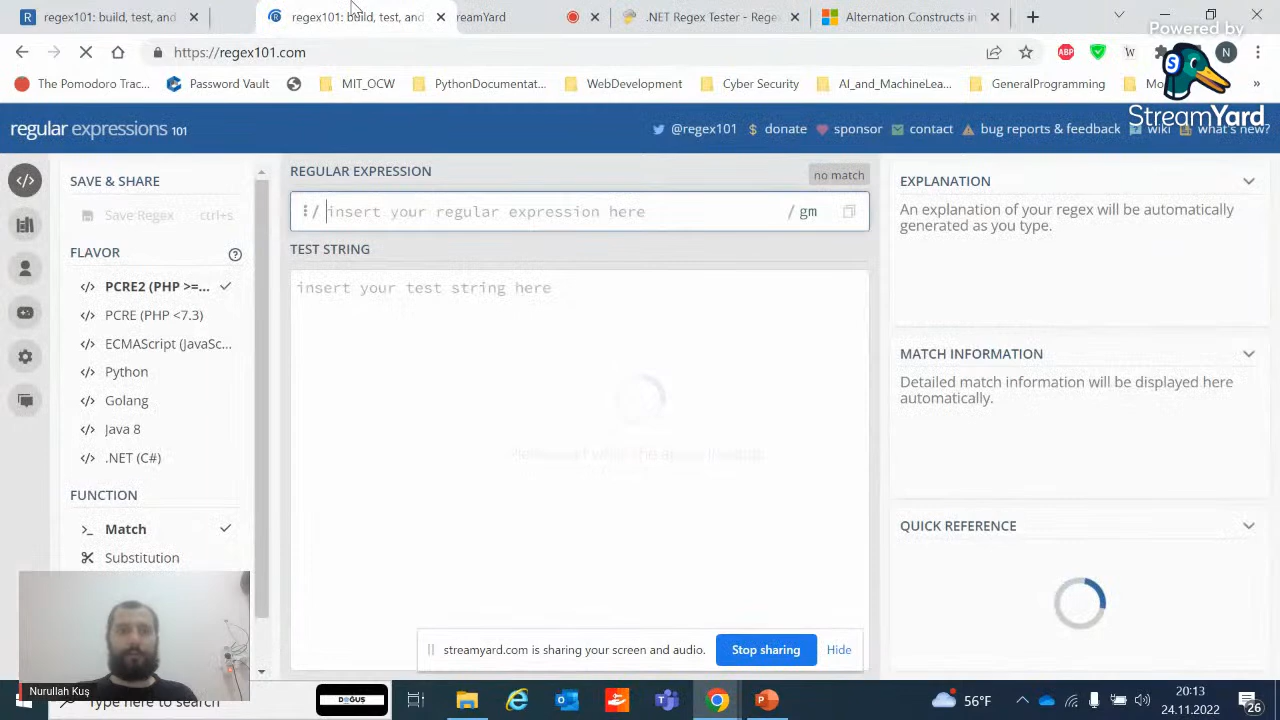 regex101: build, test, and
regex101: build, test, and
reamYard
.NET Regex Tester - Rege
Alternation Constructs in
Powered by
https://regex101.com
ABP
W
N
The Pomodoro Trac...
Password Vault
MIT_OCW
PythonDocumentat...
WebDevelopment
Cyber Security
AI_and_MachineLea...
GeneralProgramming
StreamYard
regular expressions 101
@regex101
donate
sponsor
contact
bug reports & feedback
wiki
what's new?
SAVE & SHARE
Save Regex
ctrl+s
FLAVOR
PCRE2 (PHP >=...
PCRE (PHP <7.3)
ECMAScript (JavaSc...
Python
Golang
Java 8
.NET (C#)
FUNCTION
Match
Substitution
REGULAR EXPRESSION
no match
/ insert your regular expression here / gm
TEST STRING
insert your test string here
EXPLANATION
An explanation of your regex will be automatically
generated as you type.
MATCH INFORMATION
Detailed match information will be displayed here
automatically.
QUICK REFERENCE
streamyard.com is sharing your screen and audio.
Stop sharing
Hide
Nurullah Kuş
Type here to search
DOĞUŞ
56°F
20:13
24.11.2022
26